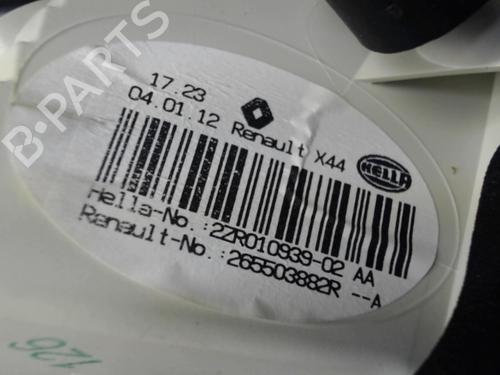 17.23
04.01.12 Renault X44 HELLA
Hella-No.:2ZR010939-02 AA
Renault-No.:265503882R --A
126
B-PARTS